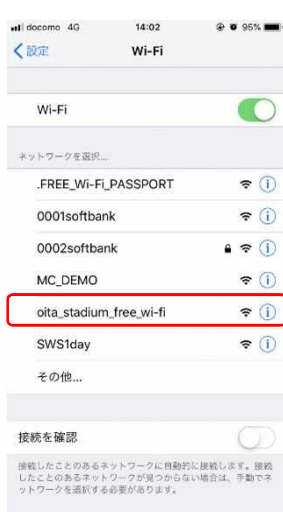 docomo 4G 14:02 95%
設定 Wi-Fi
Wi-Fi
ネットワークを選択...
.FREE_Wi-Fi_PASSPORT
0001softbank
0002softbank
MC_DEMO
oita_stadium_free_wi-fi
SWS1day
その他...
接続を確認
接続したことのあるネットワークに自動的に接続します。接続
したことのあるネットワークが見つからない場合は、手動でネ
ットワークを選択する必要があります。